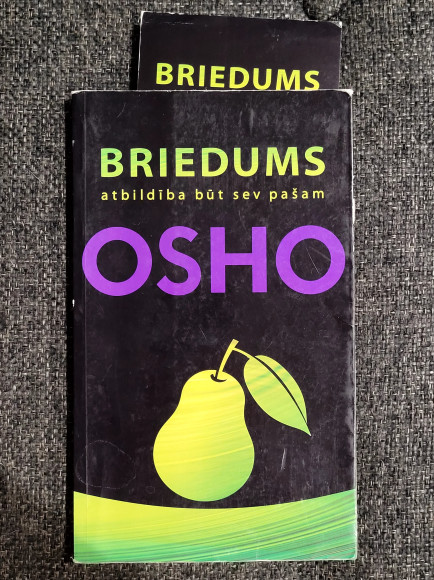 BRIEDUMS
BRIEDUMS
atbildība būt sev pašam
OSHO